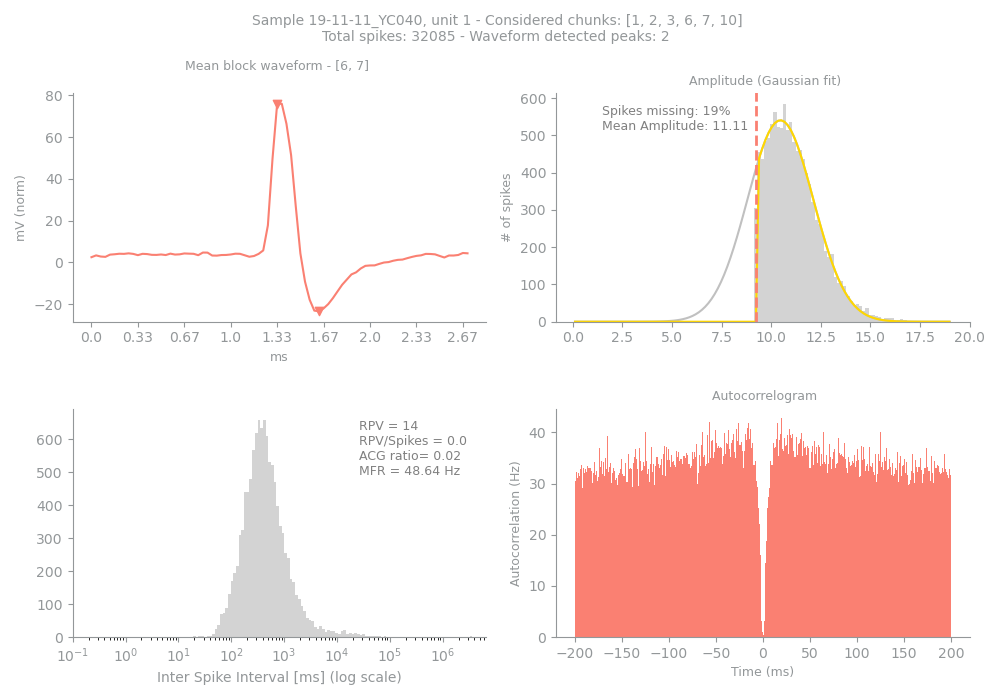 Sample 19-11-11_YC040, unit 1 - Considered chunks: [1, 2, 3, 6, 7, 10]
Total spikes: 32085 - Waveform detected peaks: 2
Mean block waveform - [6, 7]
80
60
40
20
0
−20
mV (norm)
0.0 0.33 0.67 1.0 1.33 1.67 2.0 2.33 2.67
ms
Amplitude (Gaussian fit)
Spikes missing: 19%
Mean Amplitude: 11.11
600
500
400
300
200
100
0
# of spikes
0.0 2.5 5.0 7.5 10.0 12.5 15.0 17.5 20.0
RPV = 14
RPV/Spikes = 0.0
ACG ratio= 0.02
MFR = 48.64 Hz
600
500
400
300
200
100
0
10⁻¹ 10⁰ 10¹ 10² 10³ 10⁴ 10⁵ 10⁶
Inter Spike Interval [ms] (log scale)
Autocorrelogram
40
30
20
10
0
Autocorrelation (Hz)
−200 −150 −100 −50 0 50 100 150 200
Time (ms)